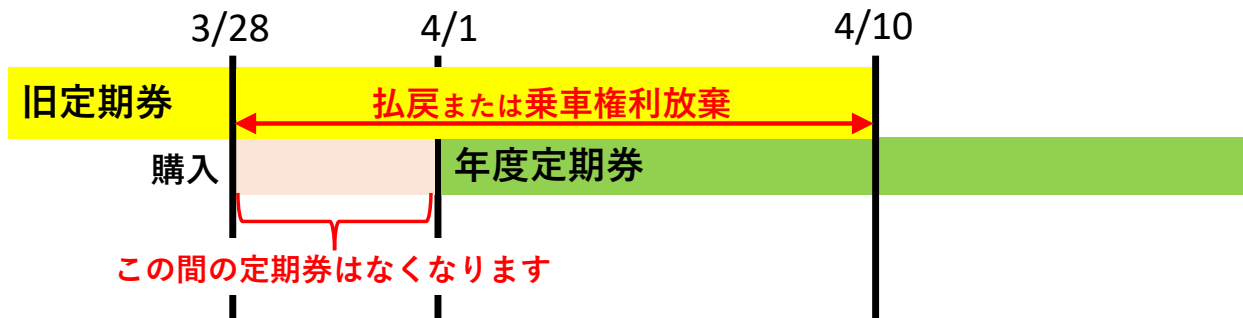 3/28
4/1
4/10
旧定期券
払戻または乗車権利放棄
購入
年度定期券
この間の定期券はなくなります